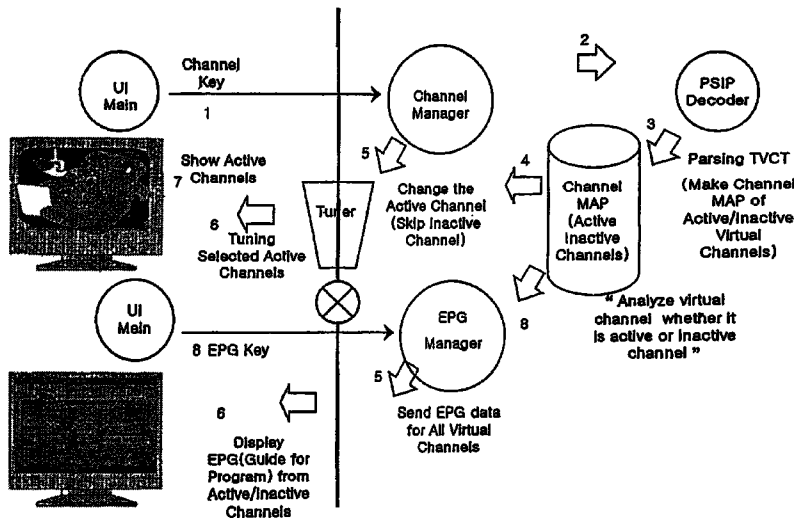 UI
Main
Channel
Key
1
Channel
Manager
2
PSIP
Decoder
3
Parsing TVCT
(Make Channel
MAP of
Active/Inactive
Virtual
Channels)
Channel
MAP
(Active
Inactive
Channels)
4
5
Change the
Active Channel
(Skip Inactive
Channel)
Tuner
7
Show Active
Channels
6
Tuning
Selected Active
Channels
UI
Main
8 EPG Key
EPG
Manager
8
" Analyze virtual
channel whether it
is active or inactive
channel "
5
Send EPG data
for All Virtual
Channels
6
Display
EPG(Guide for
Program) from
Active/Inactive
Channels